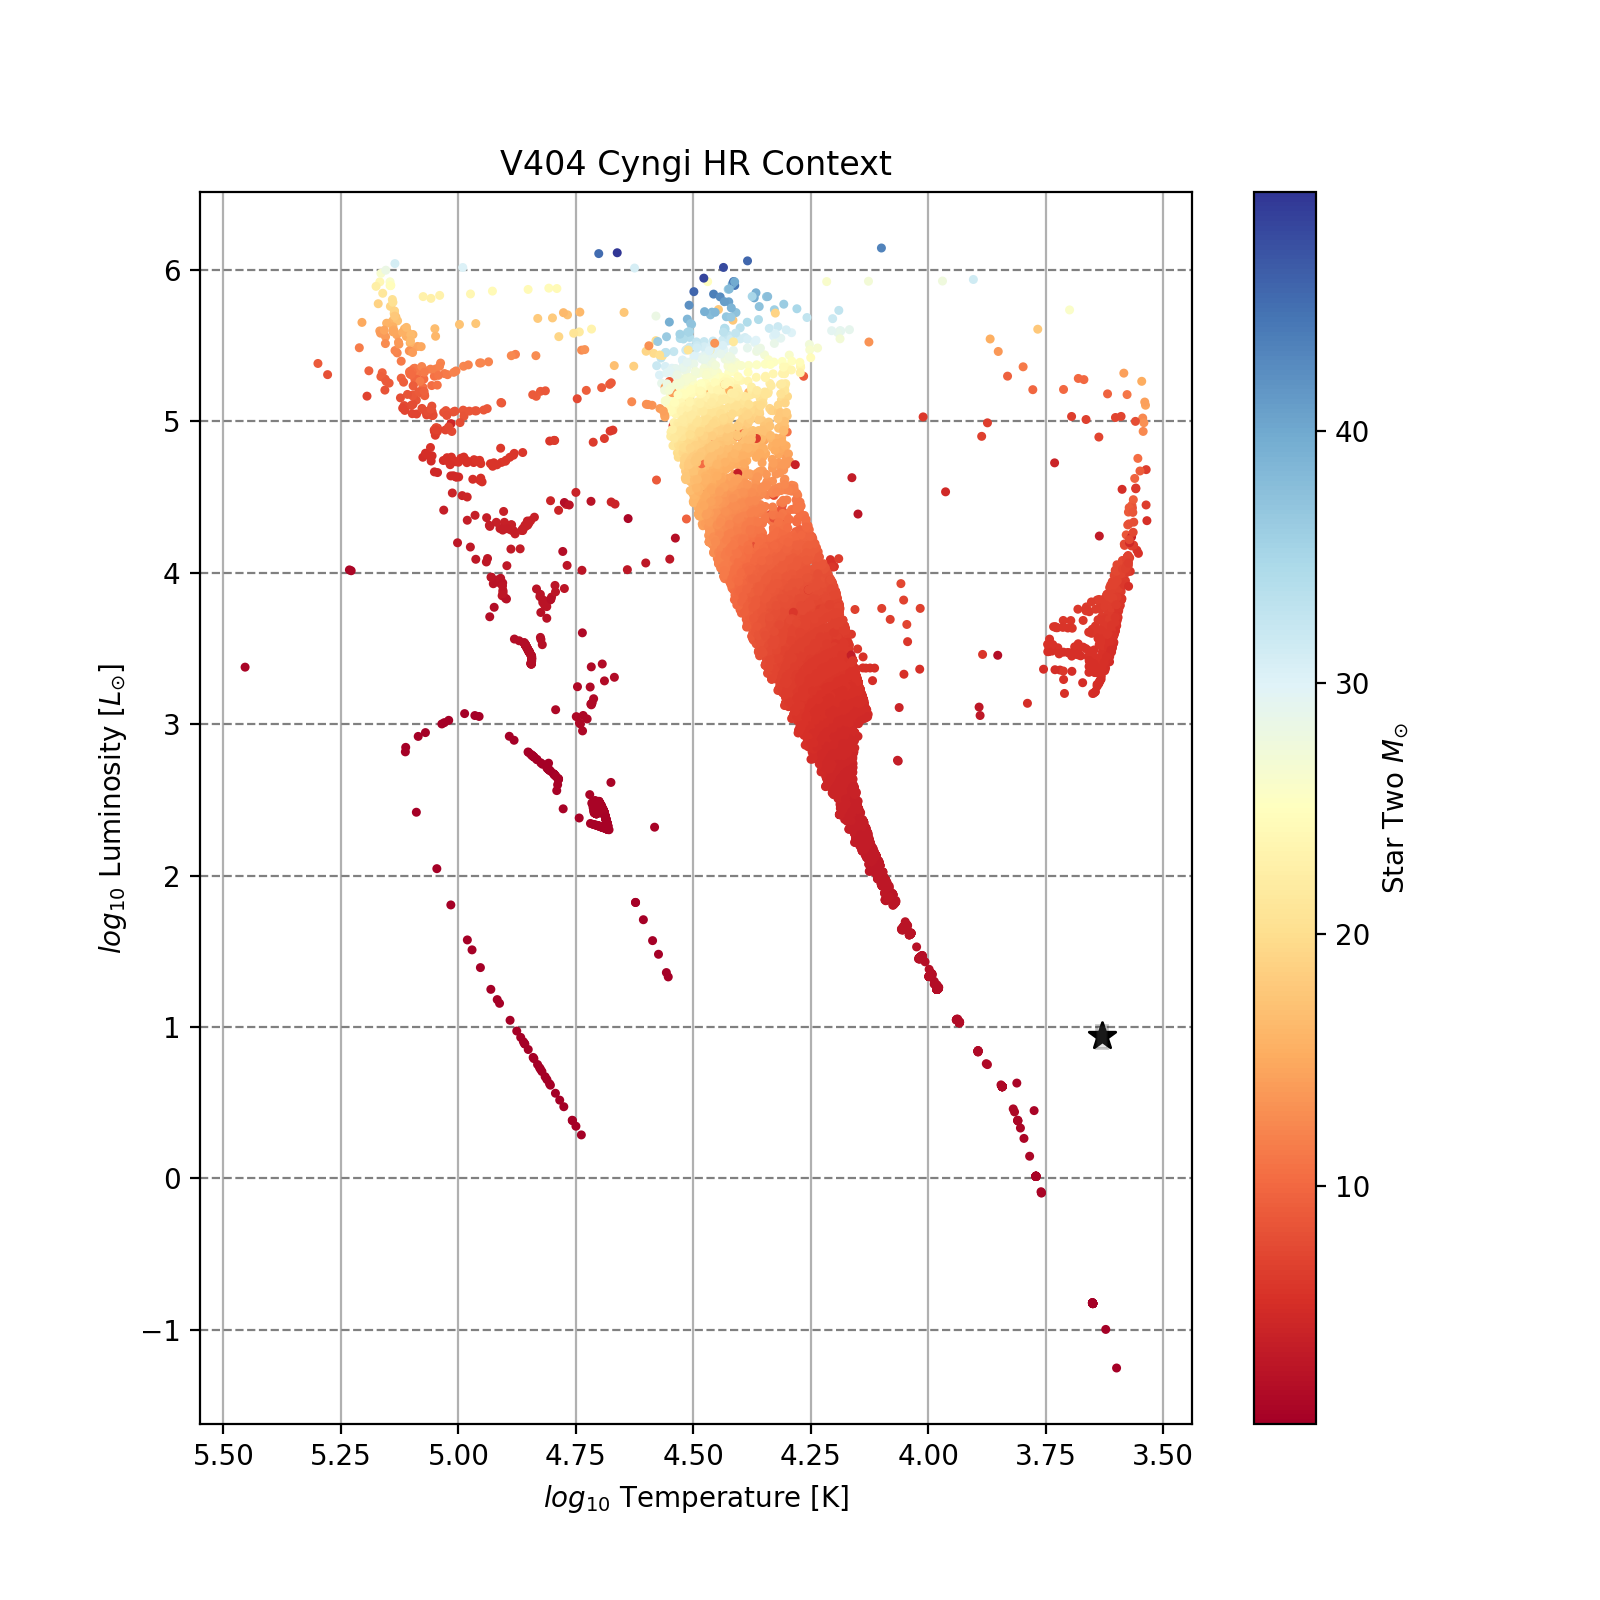 V404 Cyngi HR Context
6
5
4
3
2
1
0
−1
log₁₀ Luminosity [L⊙]
5.50 5.25 5.00 4.75 4.50 4.25 4.00 3.75 3.50
log₁₀ Temperature [K]
40
30
20
10
Star Two M⊙